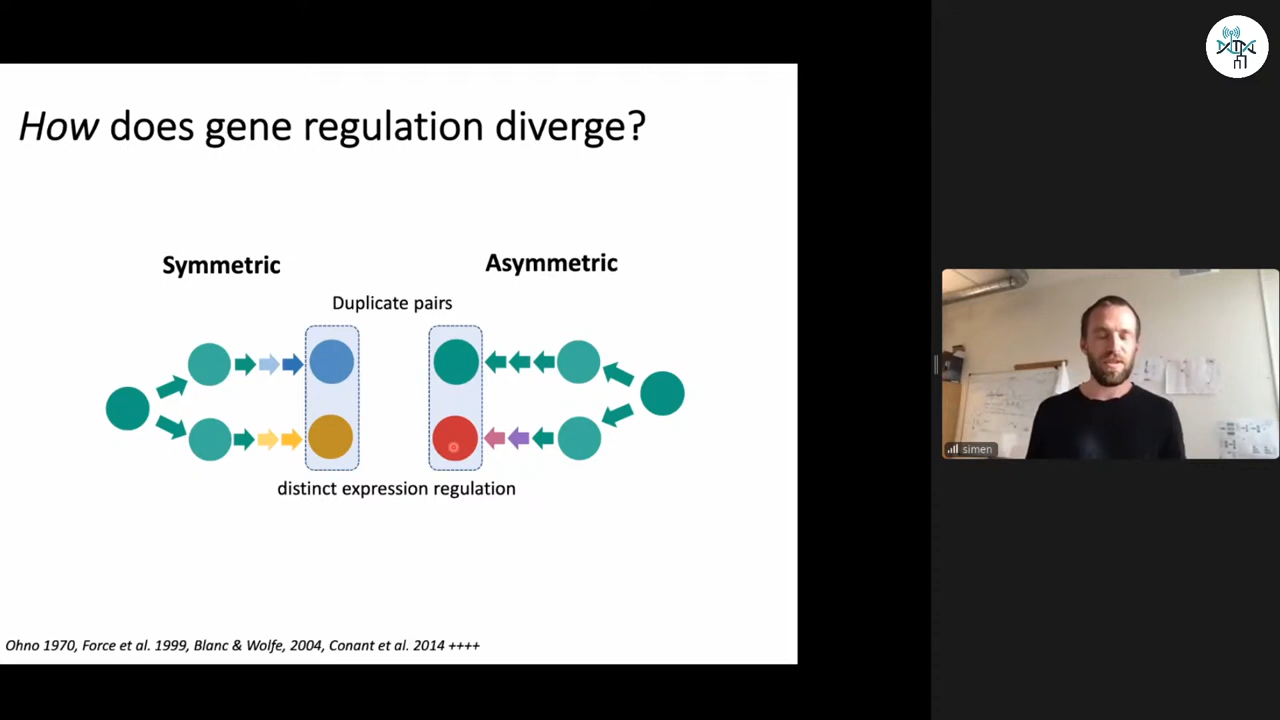 How does gene regulation diverge?
Symmetric
Asymmetric
Duplicate pairs
distinct expression regulation
Ohno 1970, Force et al. 1999, Blanc & Wolfe, 2004, Conant et al. 2014 ++++
simen